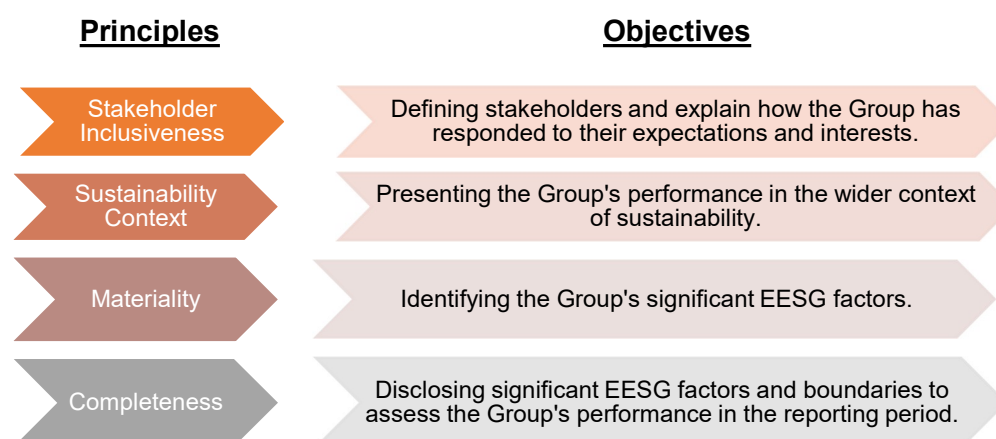 Principles
Objectives
Stakeholder
Inclusiveness
Defining stakeholders and explain how the Group has
responded to their expectations and interests.
Sustainability
Context
Presenting the Group's performance in the wider context
of sustainability.
Materiality
Identifying the Group's significant EESG factors.
Completeness
Disclosing significant EESG factors and boundaries to
assess the Group's performance in the reporting period.